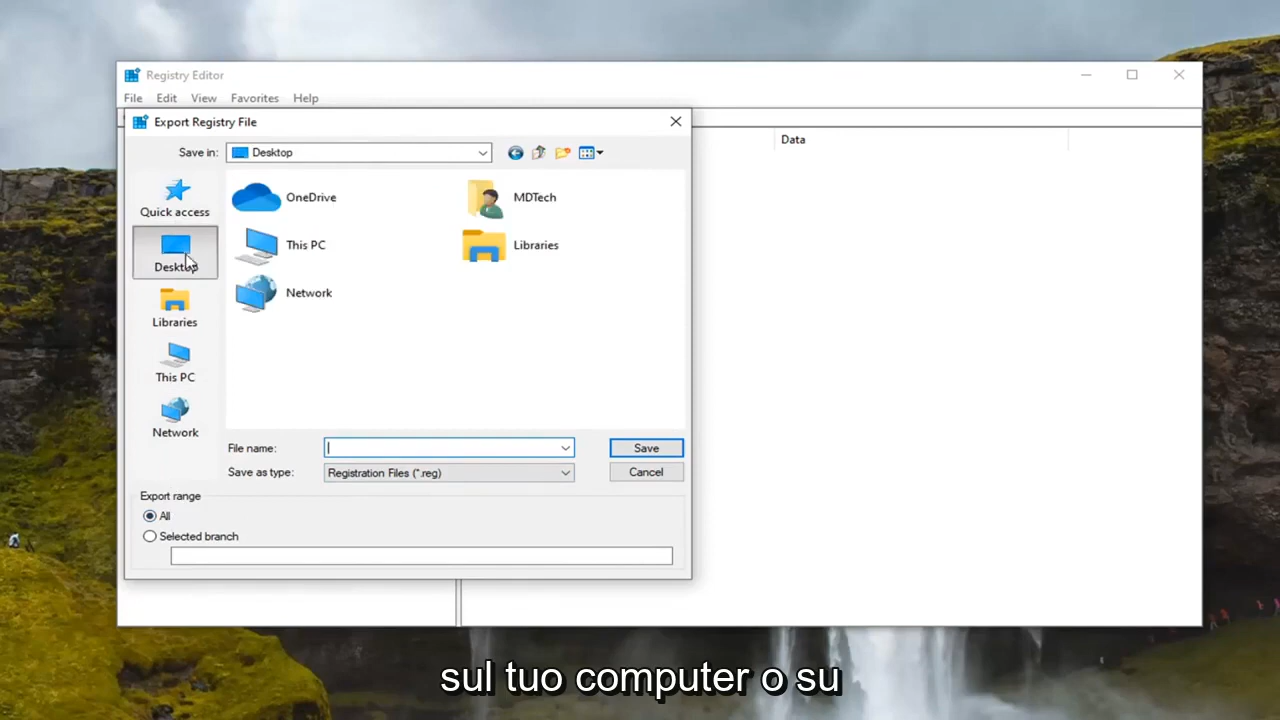 Registry Editor
File Edit View Favorites Help
Export Registry File
Save in: Desktop
Data
Quick access
Desktop
Libraries
This PC
Network
OneDrive
MDTech
This PC
Libraries
Network
File name:
Save
Save as type: Registration Files (*.reg)
Cancel
Export range
All
Selected branch
sul tuo computer o su